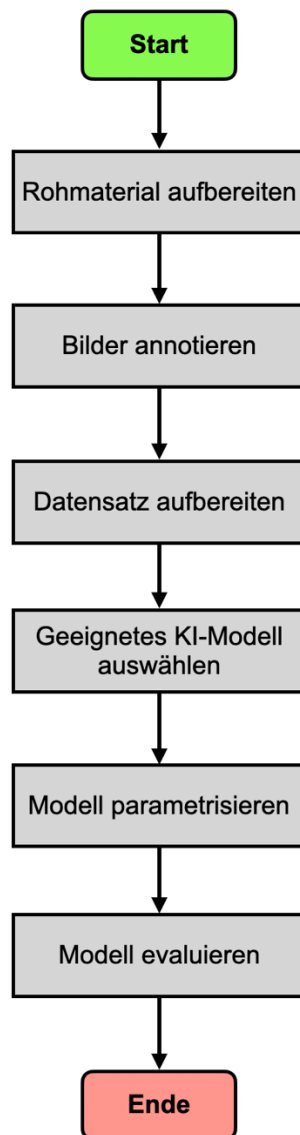 Start
Rohmaterial aufbereiten
Bilder annotieren
Datensatz aufbereiten
Geeignetes KI-Modell
auswählen
Modell parametrisieren
Modell evaluieren
Ende